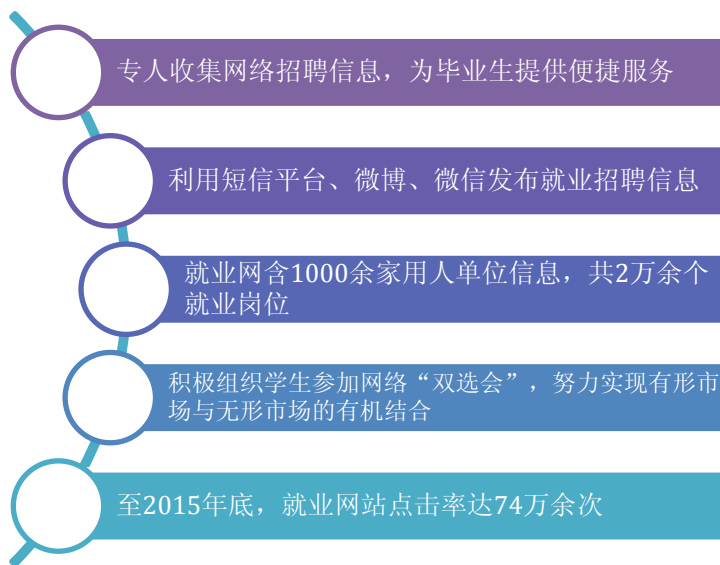 专人收集网络招聘信息，为毕业生提供便捷服务
利用短信平台、微博、微信发布就业招聘信息
就业网含1000余家用人单位信息，共2万余个
就业岗位
积极组织学生参加网络“双选会”，努力实现有形市
场与无形市场的有机结合
至2015年底，就业网站点击率达74万余次